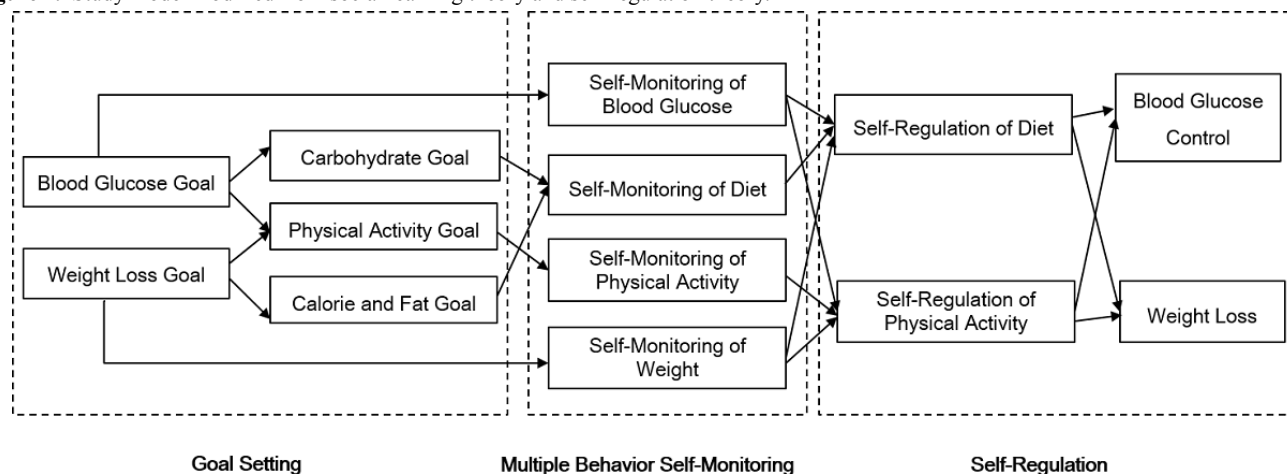 Self-Monitoring of
Blood Glucose
Blood Glucose
Control
Self-Regulation of Diet
Carbohydrate Goal
Blood Glucose Goal
Self-Monitoring of Diet
Physical Activity Goal
Weight Loss Goal
Self-Monitoring of
Physical Activity
Calorie and Fat Goal
Self-Regulation of
Physical Activity
Weight Loss
Self-Monitoring of
Weight
Goal Setting
Multiple Behavior Self-Monitoring
Self-Regulation